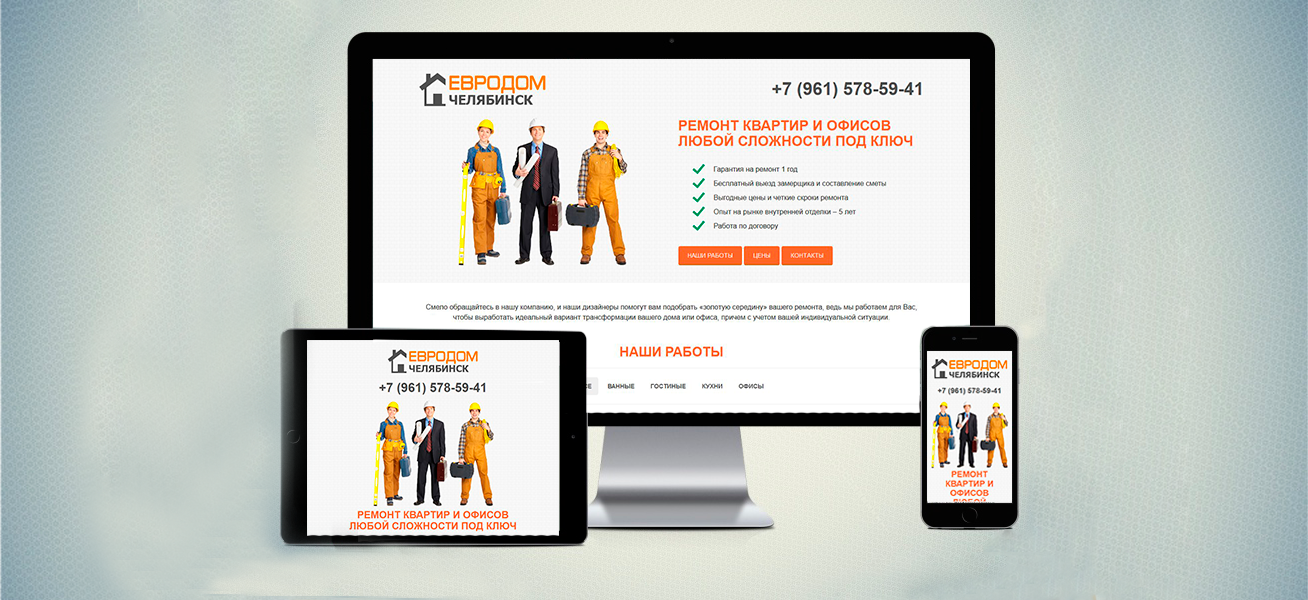 ЕВРОДОМ
ЧЕЛЯБИНСК
+7 (961) 578-59-41
РЕМОНТ КВАРТИР И ОФИСОВ
ЛЮБОЙ СЛОЖНОСТИ ПОД КЛЮЧ
Гарантия на ремонт 1 год
Бесплатный выезд замерщика и составление сметы
Выгодные цены и четкие скроки ремонта
Опыт на рынке внутренней отделки – 5 лет
Работа по договору
НАШИ РАБОТЫ ЦЕНЫ КОНТАКТЫ
Смело обращайтесь в нашу компанию, и наши дизайнеры помогут вам подобрать «золотую середину» вашего ремонта, ведь мы работаем для Вас,
чтобы выработать идеальный вариант трансформации вашего дома или офиса, причем с учетом вашей индивидуальной ситуации.
НАШИ РАБОТЫ
ВАННЫЕ ГОСТИНЫЕ КУХНИ ОФИСЫ
ЕВРОДОМ
ЧЕЛЯБИНСК
+7 (961) 578-59-41
РЕМОНТ КВАРТИР И ОФИСОВ
ЛЮБОЙ СЛОЖНОСТИ ПОД КЛЮЧ
ЕВРОДОМ
ЧЕЛЯБИНСК
+7 (961) 578-59-41
РЕМОНТ
КВАРТИР И
ОФИСОВ